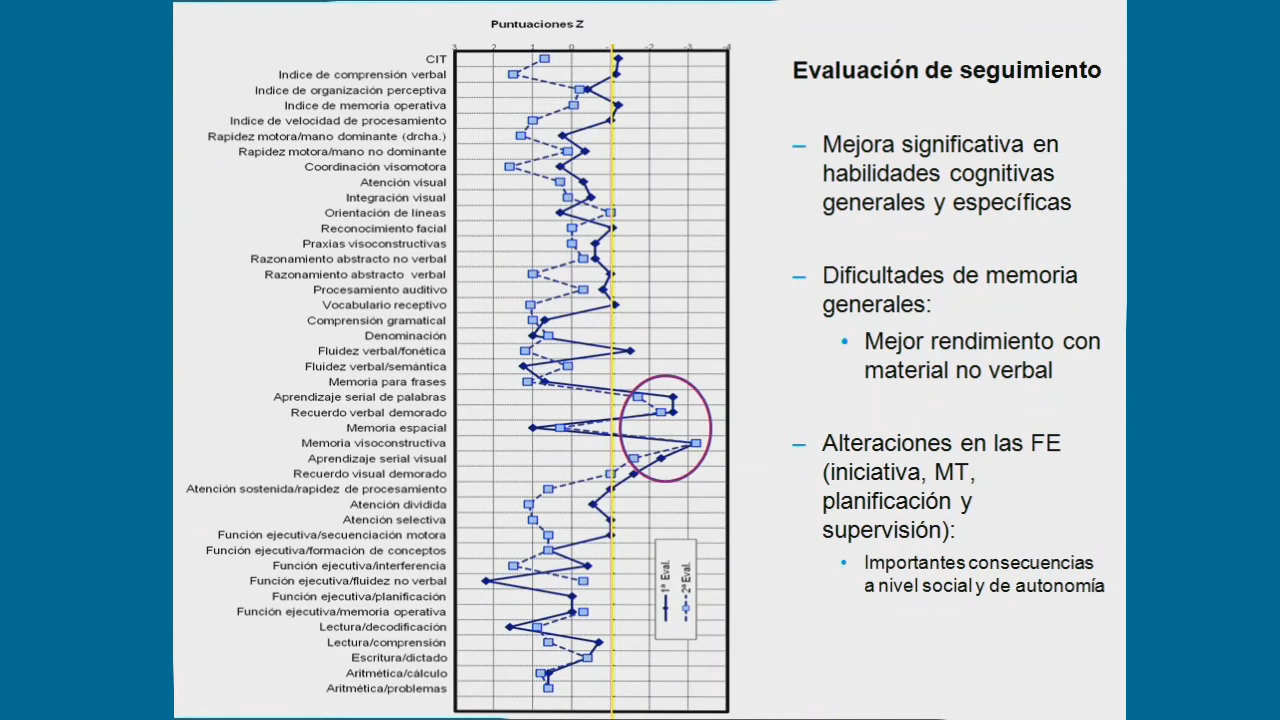 Puntuaciones Z
3 2 1 0 -1 -2 -3 -4
CIT
Indice de comprensión verbal
Indice de organización perceptiva
Indice de memoria operativa
Indice de velocidad de procesamiento
Rapidez motora/mano dominante (drcha.)
Rapidez motora/mano no dominante
Coordinación visomotora
Atención visual
Integración visual
Orientación de líneas
Reconocimiento facial
Praxias visoconstructivas
Razonamiento abstracto no verbal
Razonamiento abstracto verbal
Procesamiento auditivo
Vocabulario receptivo
Comprensión gramatical
Denominación
Fluidez verbal/fonética
Fluidez verbal/semántica
Memoria para frases
Aprendizaje serial de palabras
Recuerdo verbal demorado
Memoria espacial
Memoria visoconstructiva
Aprendizaje serial visual
Recuerdo visual demorado
Atención sostenida/rapidez de procesamiento
Atención dividida
Atención selectiva
Función ejecutiva/secuenciación motora
Función ejecutiva/formación de conceptos
Función ejecutiva/interferencia
Función ejecutiva/fluidez no verbal
Función ejecutiva/planificación
Función ejecutiva/memoria operativa
Lectura/decodificación
Lectura/comprensión
Escritura/dictado
Aritmética/cálculo
Aritmética/problemas
1ª Eval.
2ª Eval.
Evaluación de seguimiento
– Mejora significativa en
habilidades cognitivas
generales y específicas
– Dificultades de memoria
generales:
• Mejor rendimiento con
material no verbal
– Alteraciones en las FE
(iniciativa, MT,
planificación y
supervisión):
• Importantes consecuencias
a nivel social y de autonomía